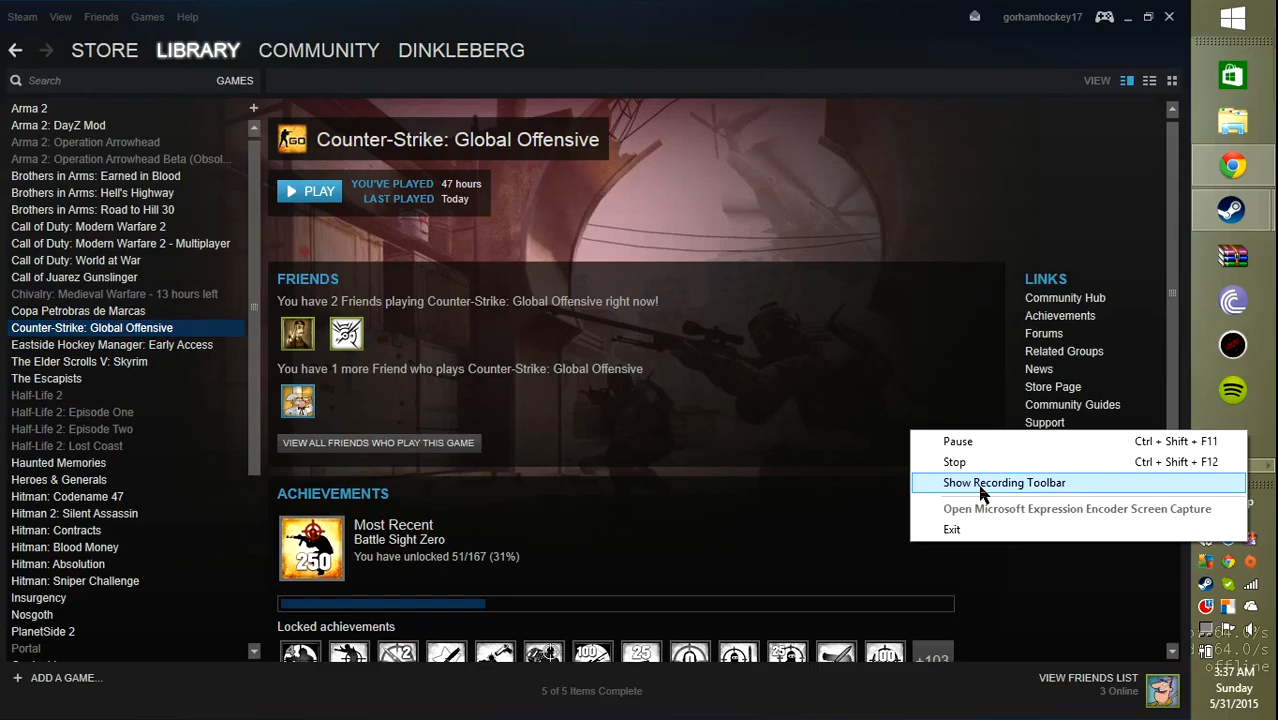 Steam View Friends Games Help
gorhamhockey17
STORE LIBRARY COMMUNITY DINKLEBERG
Search GAMES
VIEW
Arma 2
Arma 2: DayZ Mod
Arma 2: Operation Arrowhead
Arma 2: Operation Arrowhead Beta (Obsol...
Brothers in Arms: Earned in Blood
Brothers in Arms: Hell's Highway
Brothers in Arms: Road to Hill 30
Call of Duty: Modern Warfare 2
Call of Duty: Modern Warfare 2 - Multiplayer
Call of Duty: World at War
Call of Juarez Gunslinger
Chivalry: Medieval Warfare - 13 hours left
Copa Petrobras de Marcas
Counter-Strike: Global Offensive
Eastside Hockey Manager: Early Access
The Elder Scrolls V: Skyrim
The Escapists
Half-Life 2
Half-Life 2: Episode One
Half-Life 2: Episode Two
Half-Life 2: Lost Coast
Haunted Memories
Heroes & Generals
Hitman: Codename 47
Hitman 2: Silent Assassin
Hitman: Contracts
Hitman: Blood Money
Hitman: Absolution
Hitman: Sniper Challenge
Insurgency
Nosgoth
PlanetSide 2
Portal
+ ADD A GAME...
GO
Counter-Strike: Global Offensive
PLAY
YOU'VE PLAYED 47 hours
LAST PLAYED Today
FRIENDS
You have 2 Friends playing Counter-Strike: Global Offensive right now!
You have 1 more Friend who plays Counter-Strike: Global Offensive
VIEW ALL FRIENDS WHO PLAY THIS GAME
ACHIEVEMENTS
250
Most Recent
Battle Sight Zero
You have unlocked 51/167 (31%)
Locked achievements
+103
LINKS
Community Hub
Achievements
Forums
Related Groups
News
Store Page
Community Guides
Support
Pause Ctrl + Shift + F11
Stop Ctrl + Shift + F12
Show Recording Toolbar
Open Microsoft Expression Encoder Screen Capture
Exit
5 of 5 Items Complete
VIEW FRIENDS LIST
3 Online
offline
3:37 AM
Sunday
5/31/2015